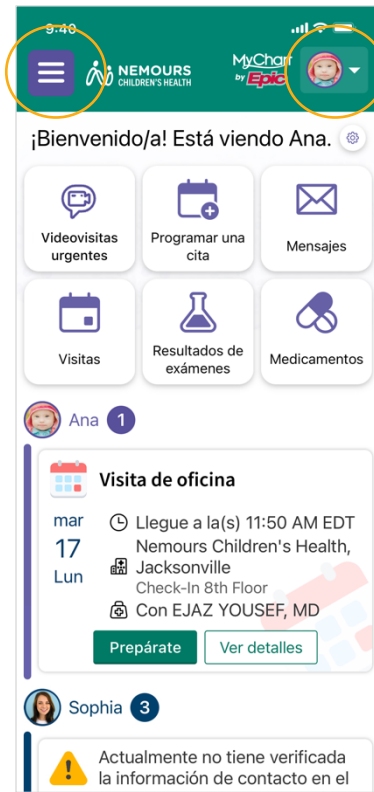 9:40
NEMOURS
CHILDREN'S HEALTH
MyChart
by Epic
¡Bienvenido/a! Está viendo Ana.
Videovisitas
urgentes
Programar una
cita
Mensajes
Visitas
Resultados de
exámenes
Medicamentos
Ana 1
Visita de oficina
mar
17
Lun
Llegue a la(s) 11:50 AM EDT
Nemours Children's Health,
Jacksonville
Check-In 8th Floor
Con EJAZ YOUSEF, MD
Prepárate
Ver detalles
Sophia 3
Actualmente no tiene verificada
la información de contacto en el